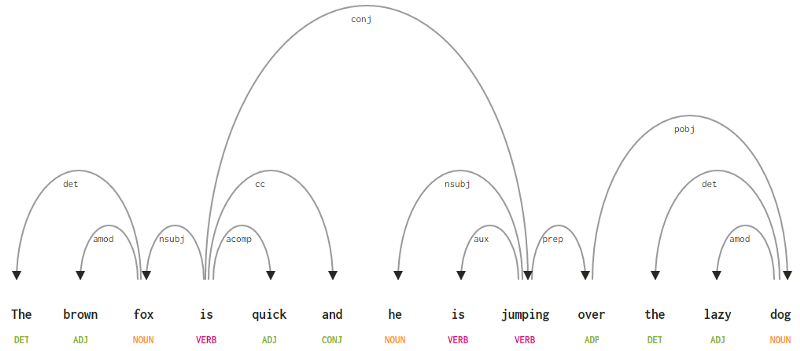 conj
pobj
det cc nsubj det
amod nsubj acomp aux prep amod
The brown fox is quick and he is jumping over the lazy dog
DET ADJ NOUN VERB ADJ CONJ NOUN VERB VERB ADP DET ADJ NOUN